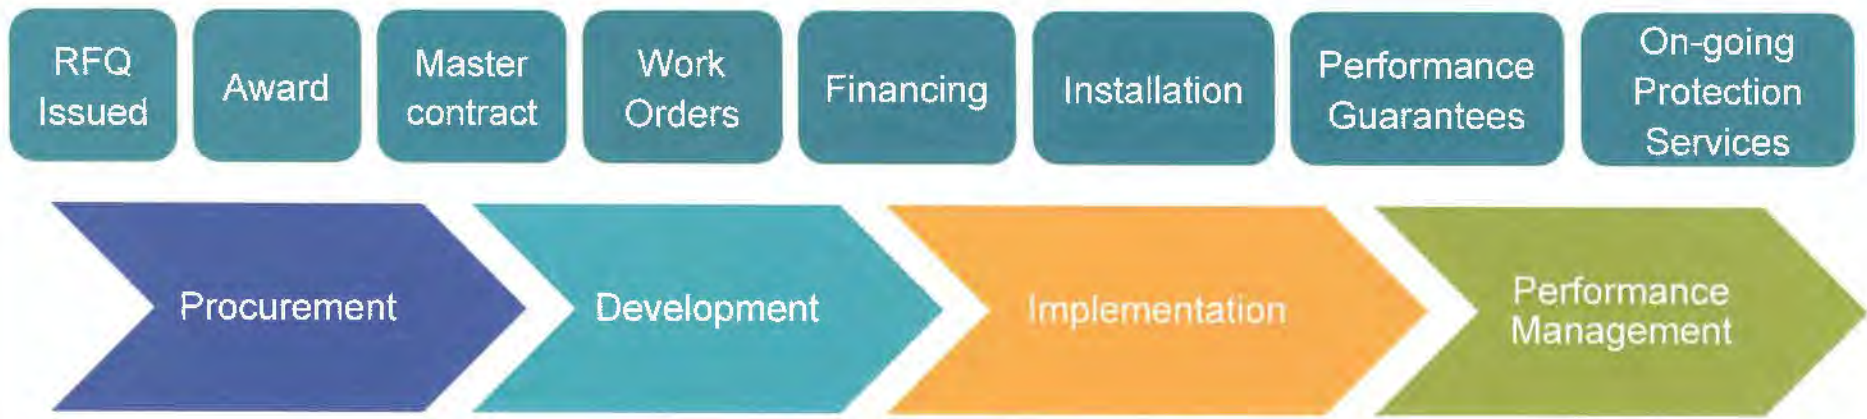 RFQ
Issued
Award
Master
contract
Work
Orders
Financing
Installation
Performance
Guarantees
On-going
Protection
Services
Procurement
Development
Implementation
Performance
Management